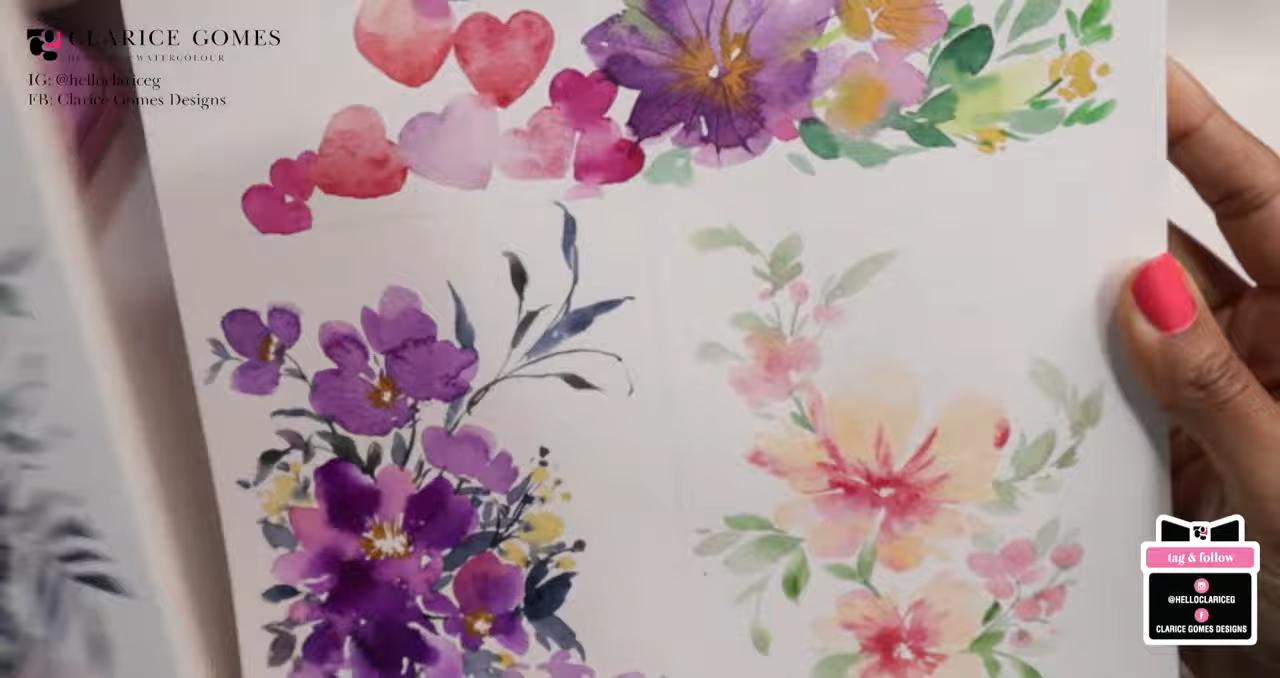 CLARICE GOMES
WATERCOLOUR
IG: @helloclariceg
FB: Clarice Gomes Designs
tag & follow
@HELLOCLARICEG
CLARICE GOMES DESIGNS